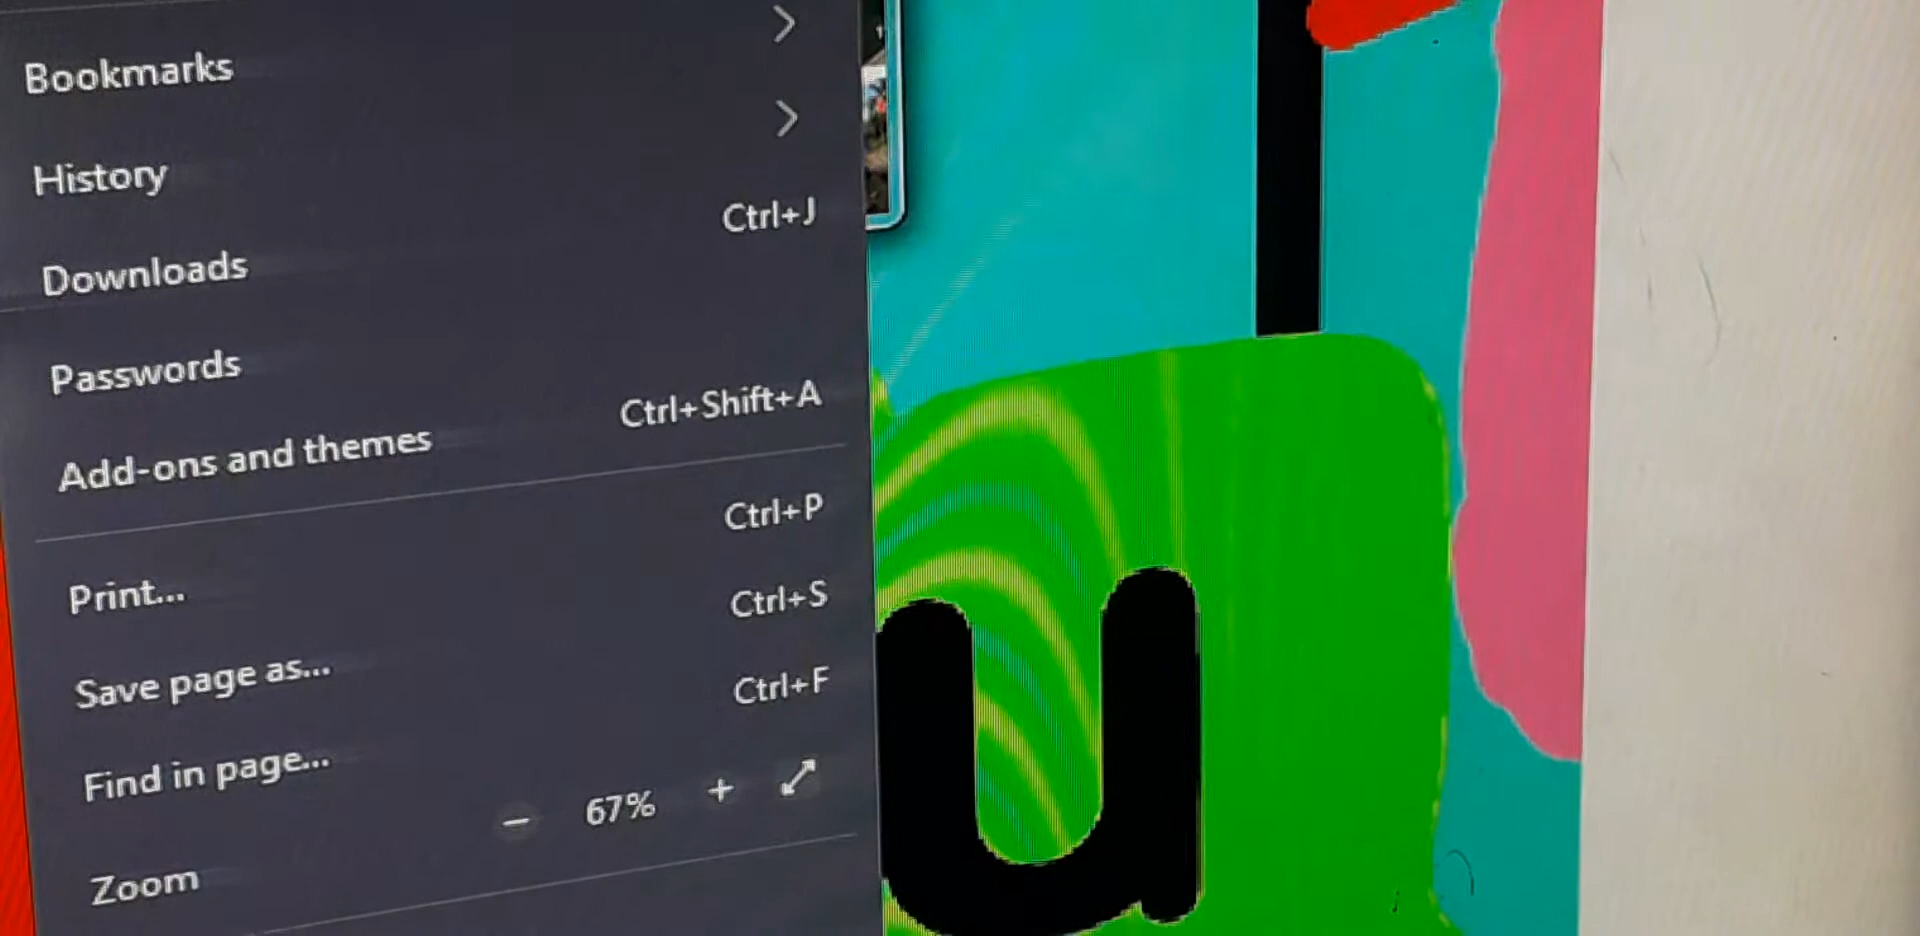 Bookmarks
History
Downloads Ctrl+J
Passwords
Add-ons and themes Ctrl+Shift+A
Print... Ctrl+P
Save page as... Ctrl+S
Find in page... Ctrl+F
Zoom – 67% +
u